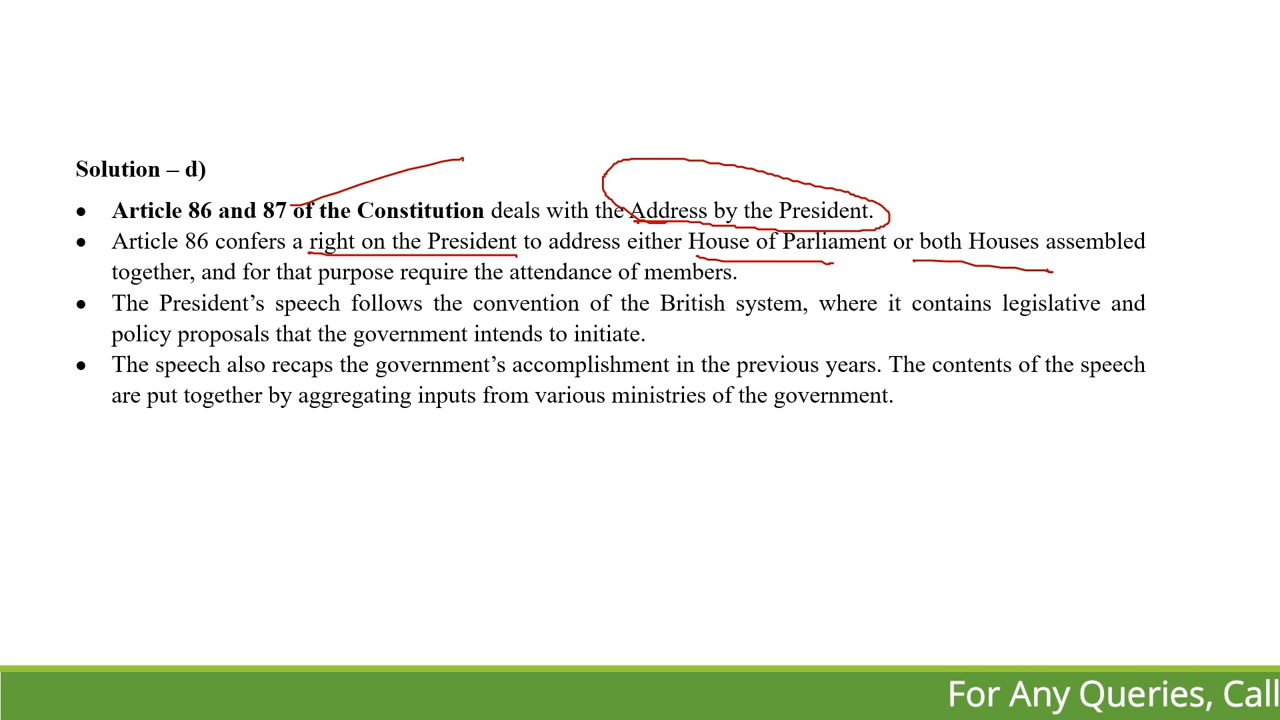 Solution – d)
• Article 86 and 87 of the Constitution deals with the Address by the President.
• Article 86 confers a right on the President to address either House of Parliament or both Houses assembled
together, and for that purpose require the attendance of members.
• The President’s speech follows the convention of the British system, where it contains legislative and
policy proposals that the government intends to initiate.
• The speech also recaps the government’s accomplishment in the previous years. The contents of the speech
are put together by aggregating inputs from various ministries of the government.
For Any Queries, Call